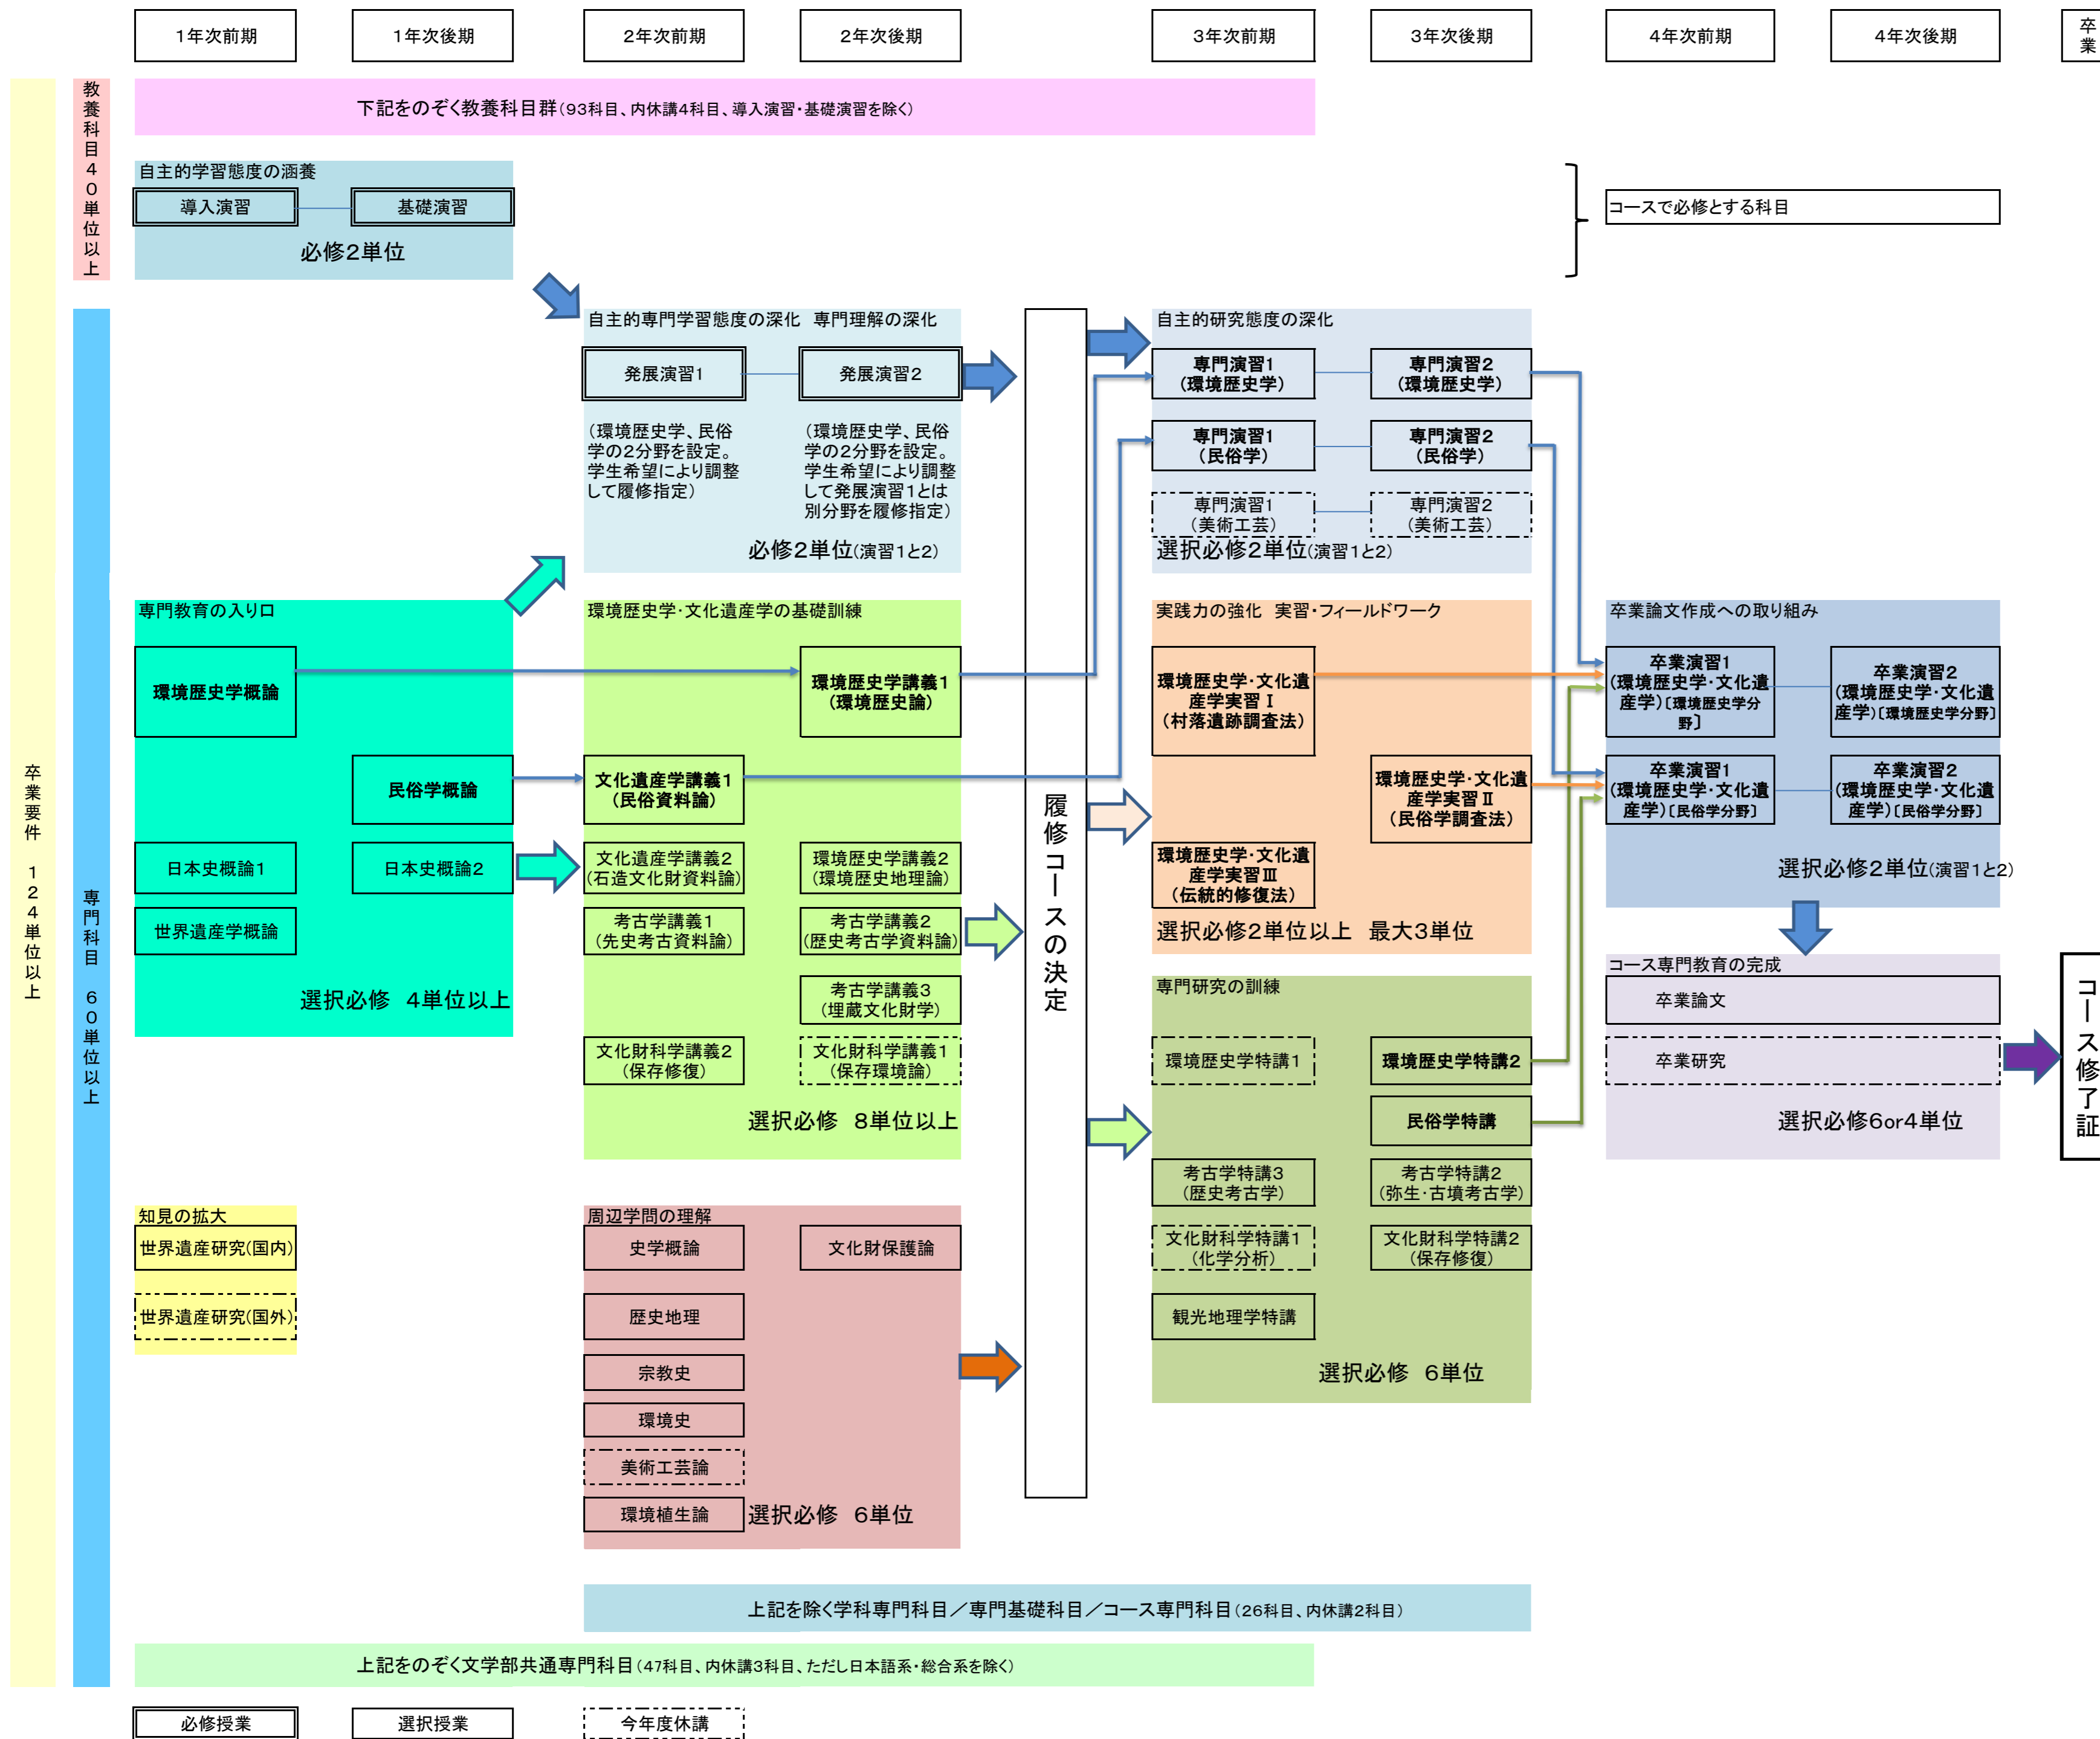 1年次前期
1年次後期
2年次前期
2年次後期
3年次前期
3年次後期
4年次前期
4年次後期
卒
業
卒業要件　124単位以上
教養科目40単位以上
専門科目　60単位以上
下記をのぞく教養科目群(93科目、内休講4科目、導入演習・基礎演習を除く)
自主的学習態度の涵養
導入演習
基礎演習
必修2単位
コースで必修とする科目
自主的専門学習態度の深化　専門理解の深化
発展演習1
発展演習2
(環境歴史学、民俗
学の2分野を設定。
学生希望により調整
して履修指定)
(環境歴史学、民俗
学の2分野を設定。
学生希望により調整
して発展演習1とは
別分野を履修指定)
必修2単位(演習1と2)
履修コースの決定
自主的研究態度の深化
専門演習1
(環境歴史学)
専門演習2
(環境歴史学)
専門演習1
(民俗学)
専門演習2
(民俗学)
専門演習1
(美術工芸)
専門演習2
(美術工芸)
選択必修2単位(演習1と2)
専門教育の入り口
環境歴史学概論
民俗学概論
日本史概論1
日本史概論2
世界遺産学概論
選択必修　4単位以上
環境歴史学・文化遺産学の基礎訓練
環境歴史学講義1
(環境歴史論)
文化遺産学講義1
(民俗資料論)
文化遺産学講義2
(石造文化財資料論)
環境歴史学講義2
(環境歴史地理論)
考古学講義1
(先史考古資料論)
考古学講義2
(歴史考古学資料論)
考古学講義3
(埋蔵文化財学)
文化財科学講義2
(保存修復)
文化財科学講義1
(保存環境論)
選択必修　8単位以上
実践力の強化　実習・フィールドワーク
環境歴史学・文化遺
産学実習Ⅰ
(村落遺跡調査法)
環境歴史学・文化遺
産学実習Ⅱ
(民俗学調査法)
環境歴史学・文化遺
産学実習Ⅲ
(伝統的修復法)
選択必修2単位以上　最大3単位
卒業論文作成への取り組み
卒業演習1
(環境歴史学・文化遺
産学)〔環境歴史学分
野〕
卒業演習2
(環境歴史学・文化遺
産学)〔環境歴史学分野〕
卒業演習1
(環境歴史学・文化遺
産学)〔民俗学分野〕
卒業演習2
(環境歴史学・文化遺
産学)〔民俗学分野〕
選択必修2単位(演習1と2)
コース専門教育の完成
卒業論文
卒業研究
選択必修6or4単位
コース修了証
専門研究の訓練
環境歴史学特講1
環境歴史学特講2
民俗学特講
考古学特講3
(歴史考古学)
考古学特講2
(弥生・古墳考古学)
文化財科学特講1
(化学分析)
文化財科学特講2
(保存修復)
観光地理学特講
選択必修　6単位
知見の拡大
世界遺産研究(国内)
世界遺産研究(国外)
周辺学問の理解
史学概論
文化財保護論
歴史地理
宗教史
環境史
美術工芸論
環境植生論
選択必修　6単位
上記を除く学科専門科目／専門基礎科目／コース専門科目(26科目、内休講2科目)
上記をのぞく文学部共通専門科目(47科目、内休講3科目、ただし日本語系・総合系を除く)
必修授業
選択授業
今年度休講